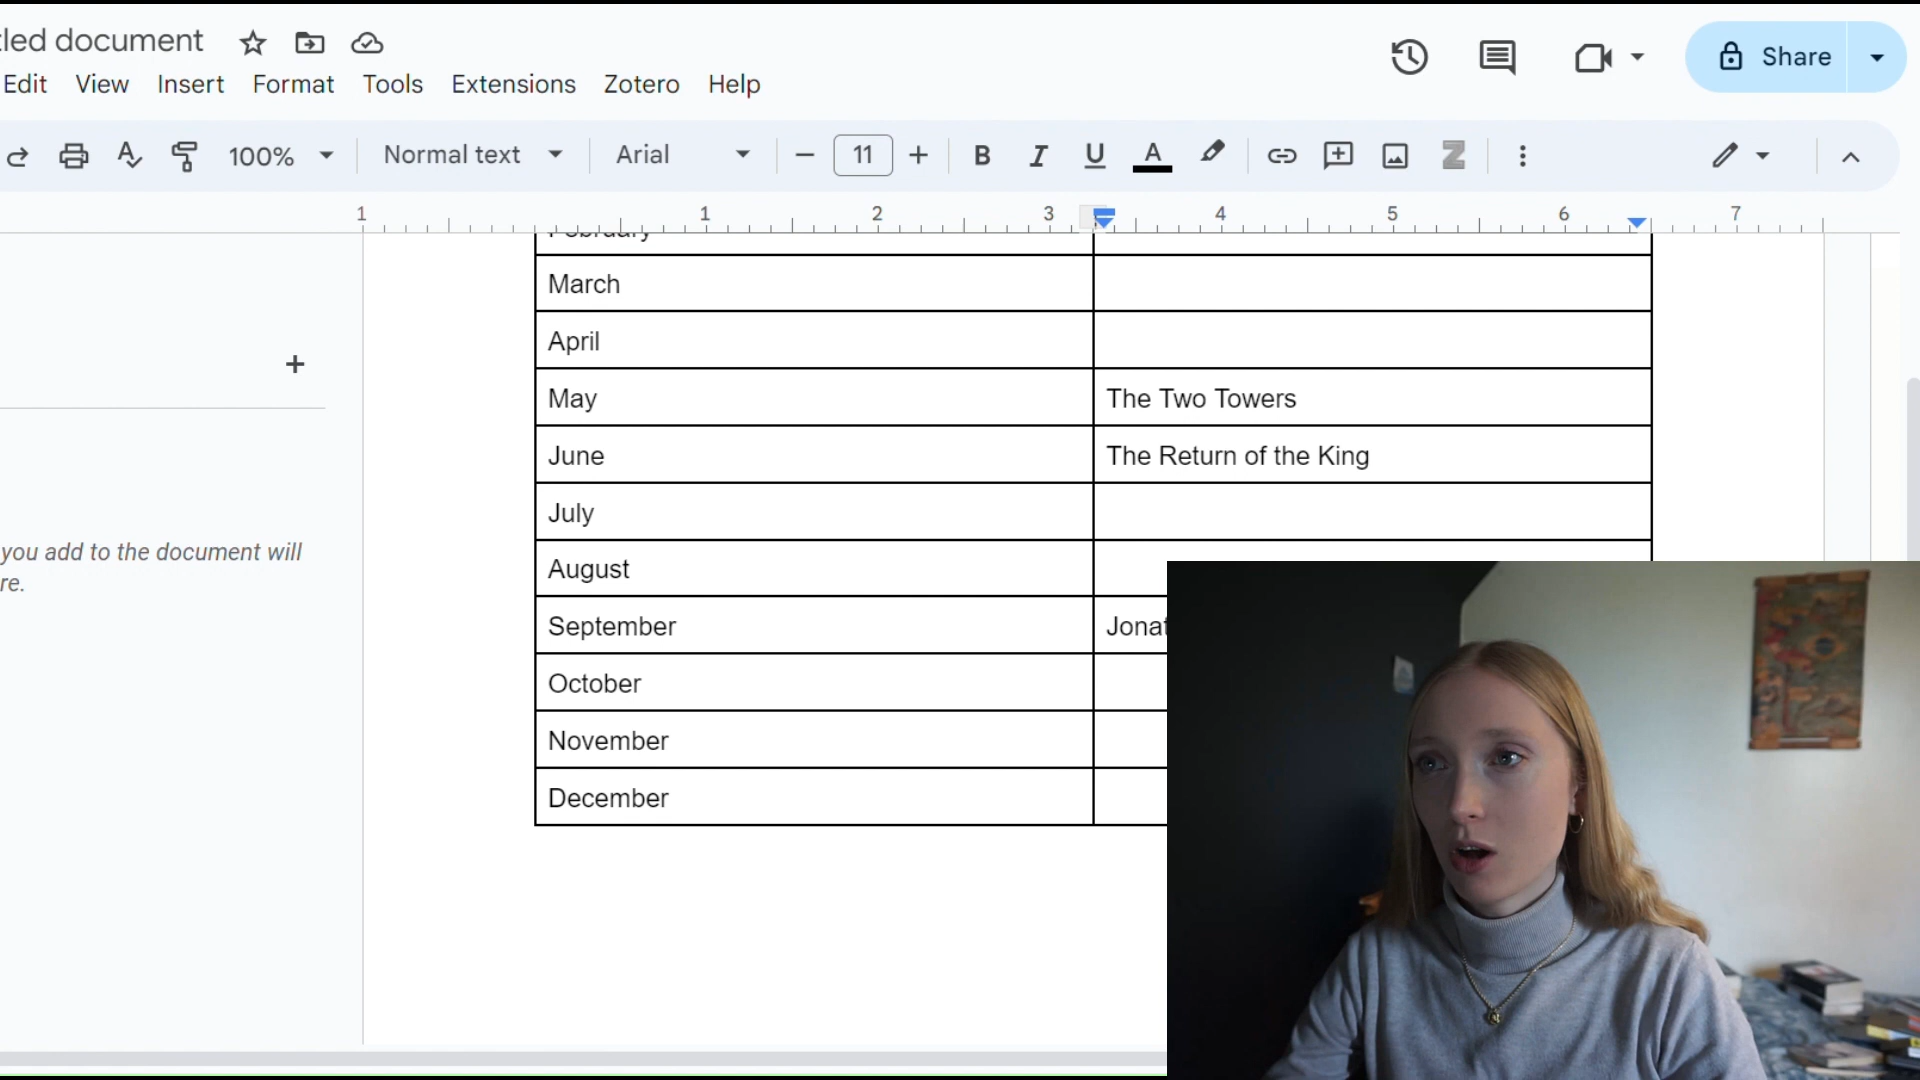 led document
Edit View Insert Format Tools Extensions Zotero Help
Share
100% Normal text Arial 11 B I U A
1 1 2 3 4 5 6 7
February
March
April
May The Two Towers
June The Return of the King
July
you add to the document will
re.
August
September Jonat
October
November
December